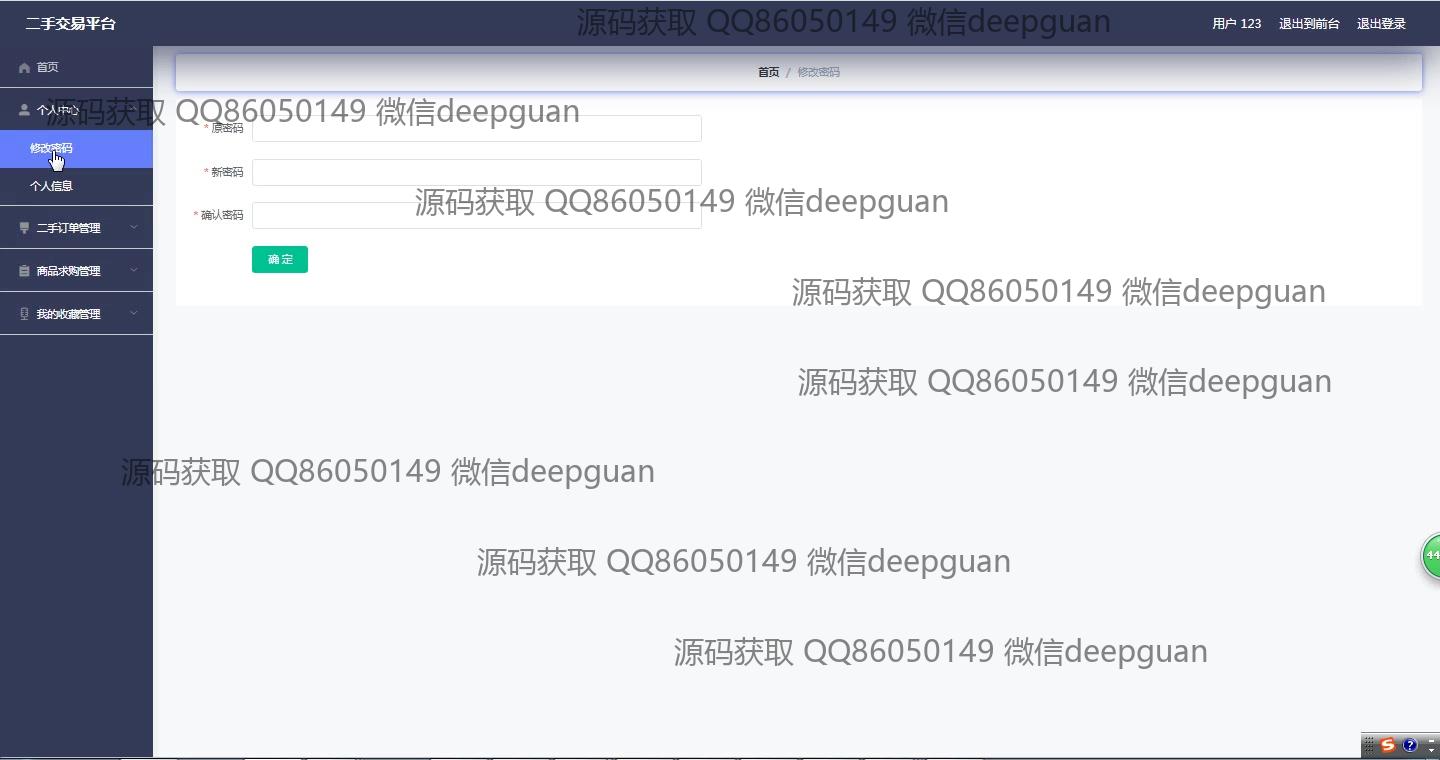 二手交易平台
源码获取 QQ86050149 微信deepguan
用户 123 退出到前台 退出登录
首页
首页 / 修改密码
个人中心
源码获取 QQ86050149 微信deepguan
* 原密码
修改密码
* 新密码
个人信息
源码获取 QQ86050149 微信deepguan
* 确认密码
二手订单管理
确定
商品求购管理
源码获取 QQ86050149 微信deepguan
我的收藏管理
源码获取 QQ86050149 微信deepguan
源码获取 QQ86050149 微信deepguan
源码获取 QQ86050149 微信deepguan
44
源码获取 QQ86050149 微信deepguan